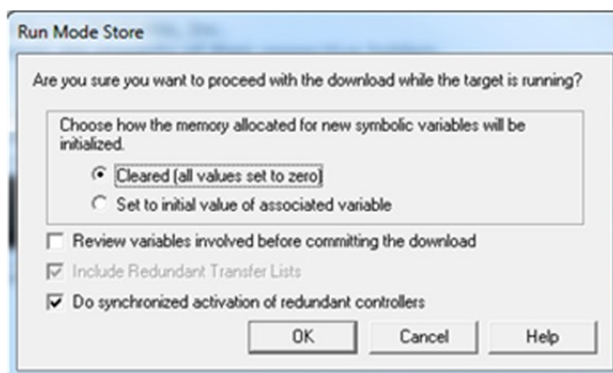 Run Mode Store
Are you sure you want to proceed with the download while the target is running?
Choose how the memory allocated for new symbolic variables will be
initialized.
Cleared (all values set to zero)
Set to initial value of associated variable
Review variables involved before committing the download
Include Redundant Transfer Lists
Do synchronized activation of redundant controllers
OK Cancel Help